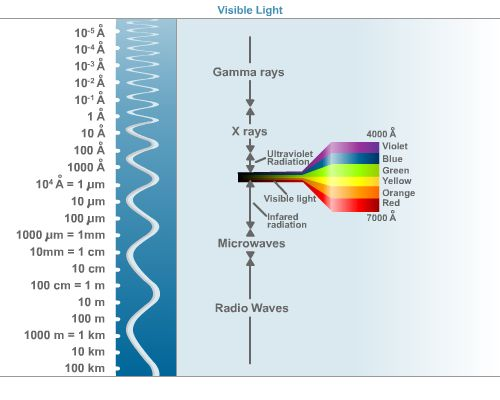 Visible Light
10⁻⁵ Å
10⁻⁴ Å
10⁻³ Å
10⁻² Å
10⁻¹ Å
1 Å
10 Å
100 Å
1000 Å
10⁴ Å = 1 µm
10 µm
100 µm
1000 µm = 1mm
10mm = 1 cm
10 cm
100 cm = 1 m
10 m
100 m
1000 m = 1 km
10 km
100 km
Gamma rays
X rays
Ultraviolet
Radiation
Visible light
Infared
radiation
Microwaves
Radio Waves
4000 Å
Violet
Blue
Green
Yellow
Orange
Red
7000 Å